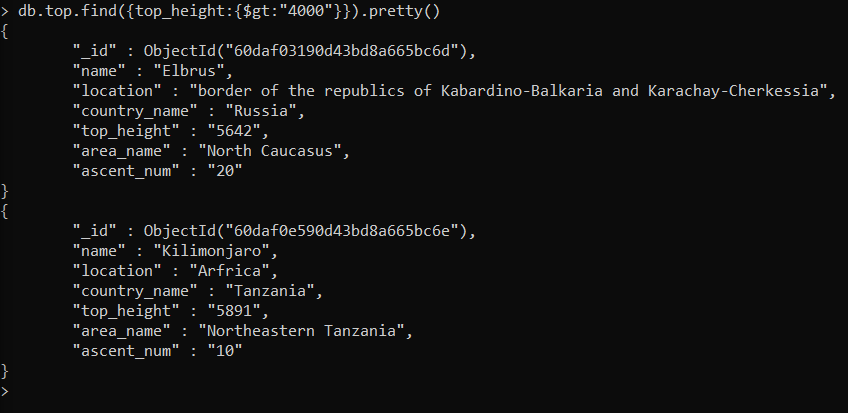 > db.top.find({top_height:{$gt:"4000"}}).pretty()
{
        "_id" : ObjectId("60daf03190d43bd8a665bc6d"),
        "name" : "Elbrus",
        "location" : "border of the republics of Kabardino-Balkaria and Karachay-Cherkessia",
        "country_name" : "Russia",
        "top_height" : "5642",
        "area_name" : "North Caucasus",
        "ascent_num" : "20"
}
{
        "_id" : ObjectId("60daf0e590d43bd8a665bc6e"),
        "name" : "Kilimonjaro",
        "location" : "Arfrica",
        "country_name" : "Tanzania",
        "top_height" : "5891",
        "area_name" : "Northeastern Tanzania",
        "ascent_num" : "10"
}
>